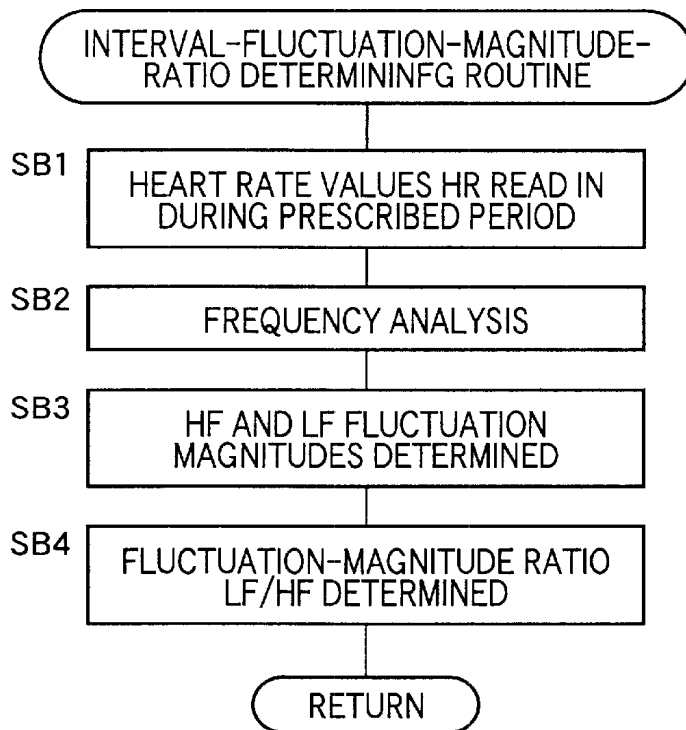 INTERVAL-FLUCTUATION-MAGNITUDE-
RATIO DETERMININFG ROUTINE
SB1
HEART RATE VALUES HR READ IN
DURING PRESCRIBED PERIOD
SB2
FREQUENCY ANALYSIS
SB3
HF AND LF FLUCTUATION
MAGNITUDES DETERMINED
SB4
FLUCTUATION-MAGNITUDE RATIO
LF/HF DETERMINED
RETURN